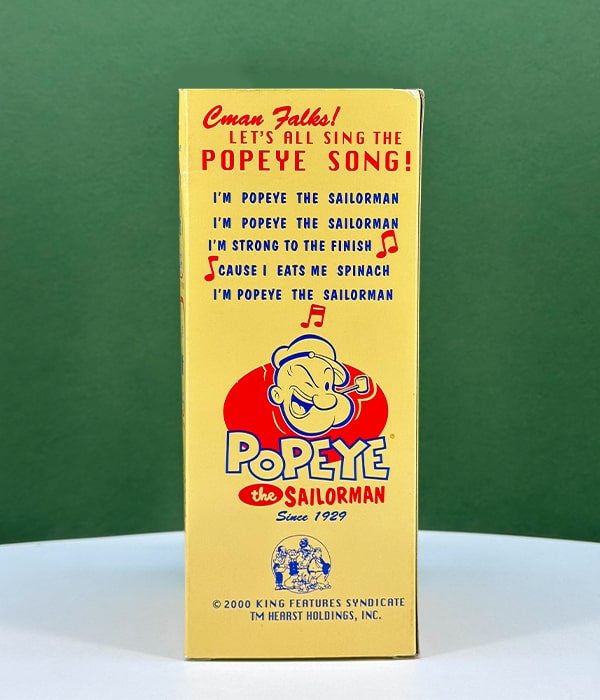 Cman Falks!
LET'S ALL SING THE
POPEYE SONG!
I'M POPEYE THE SAILORMAN
I'M POPEYE THE SAILORMAN
I'M STRONG TO THE FINISH
CAUSE I EATS ME SPINACH
I'M POPEYE THE SAILORMAN
POPEYE®
the SAILORMAN
Since 1929
© 2000 KING FEATURES SYNDICATE
TM HEARST HOLDINGS, INC.